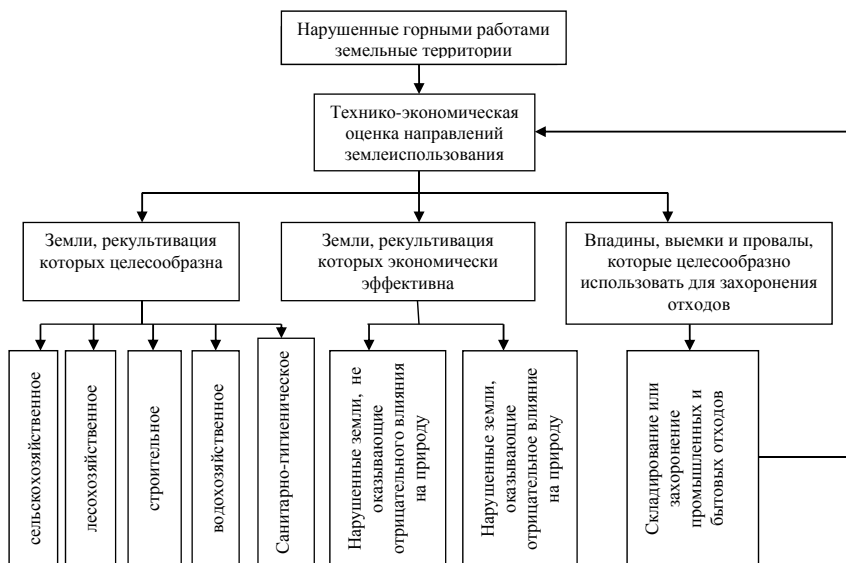 Нарушенные горными работами
земельные территории
Технико-экономическая
оценка направлений
землеиспользования
Земли, рекультивация
которых целесообразна
Земли, рекультивация
которых экономически
эффективна
Впадины, выемки и провалы,
которые целесообразно
использовать для захоронения
отходов
сельскохозяйственное
лесохозяйственное
строительное
водохозяйственное
Санитарно-гигиеническое
Нарушенные земли, не
оказывающие
отрицательного влияния
на природу
Нарушенные земли,
оказывающие
отрицательное влияние
на природу
Складирование или
захоронение
промышленных и
бытовых отходов